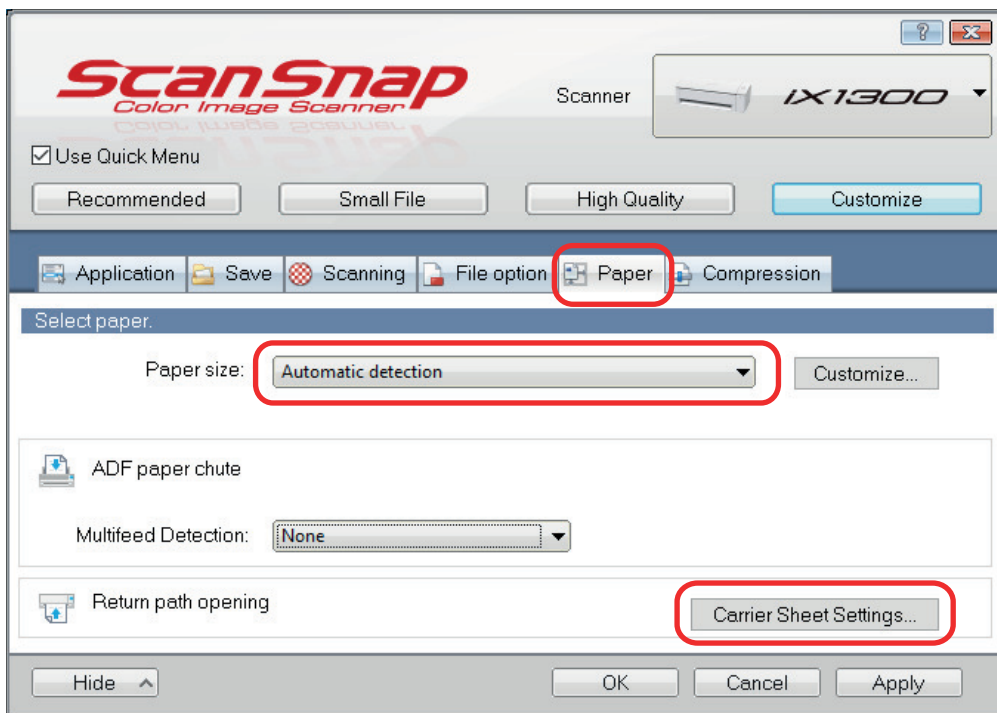 ScanSnap
Color Image Scanner
Scanner
iX1300
Use Quick Menu
Recommended
Small File
High Quality
Customize
Application
Save
Scanning
File option
Paper
Compression
Select paper.
Paper size:
Automatic detection
Customize...
ADF paper chute
Multifeed Detection:
None
Return path opening
Carrier Sheet Settings...
Hide
OK
Cancel
Apply